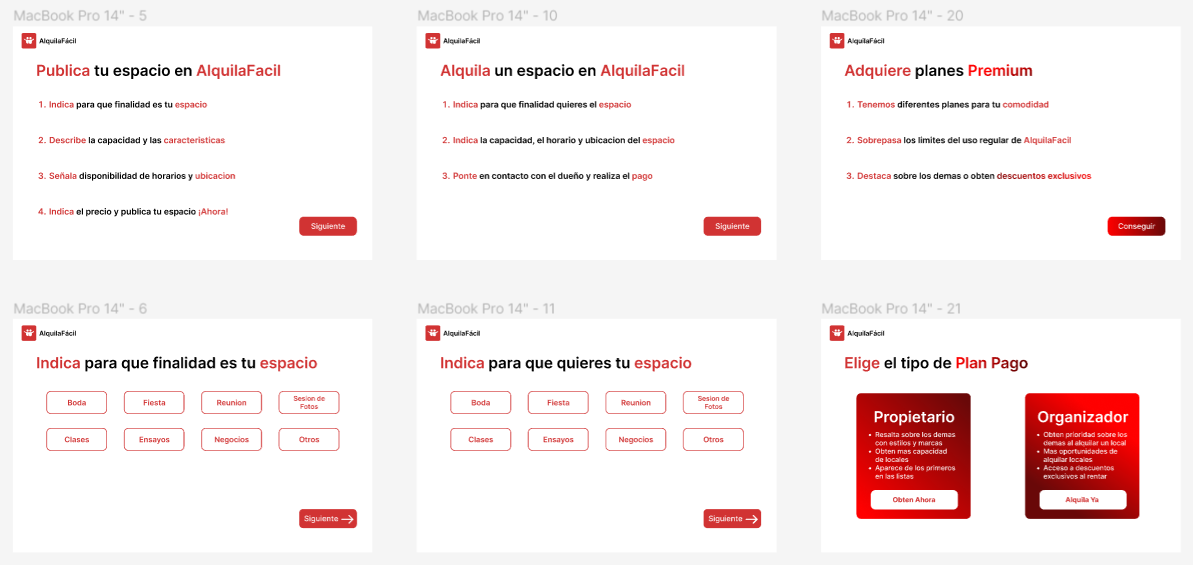 MacBook Pro 14" - 5
AlquilaFácil
Publica tu espacio en AlquilaFacil
1. Indica para que finalidad es tu espacio
2. Describe la capacidad y las caracteristicas
3. Señala disponibilidad de horarios y ubicacion
4. Indica el precio y publica tu espacio ¡Ahora!
Siguiente
MacBook Pro 14" - 10
AlquilaFácil
Alquila un espacio en AlquilaFacil
1. Indica para que finalidad quieres el espacio
2. Indica la capacidad, el horario y ubicacion del espacio
3. Ponte en contacto con el dueño y realiza el pago
Siguiente
MacBook Pro 14" - 20
AlquilaFácil
Adquiere planes Premium
1. Tenemos diferentes planes para tu comodidad
2. Sobrepasa los limites del uso regular de AlquilaFacil
3. Destaca sobre los demas o obten descuentos exclusivos
Conseguir
MacBook Pro 14" - 6
AlquilaFácil
Indica para que finalidad es tu espacio
Boda
Fiesta
Reunion
Sesion de
Fotos
Clases
Ensayos
Negocios
Otros
Siguiente
MacBook Pro 14" - 11
AlquilaFácil
Indica para que quieres tu espacio
Boda
Fiesta
Reunion
Sesion de
Fotos
Clases
Ensayos
Negocios
Otros
Siguiente
MacBook Pro 14" - 21
AlquilaFácil
Elige el tipo de Plan Pago
Propietario
• Resalta sobre los demas
con estilos y marcas
• Obten mas capacidad
de locales
• Aparece de los primeros
en las listas
Obten Ahora
Organizador
• Obten prioridad sobre los
demas al alquilar un local
• Mas oportunidades de
alquilar locales
• Acceso a descuentos
exclusivos al rentar
Alquila Ya